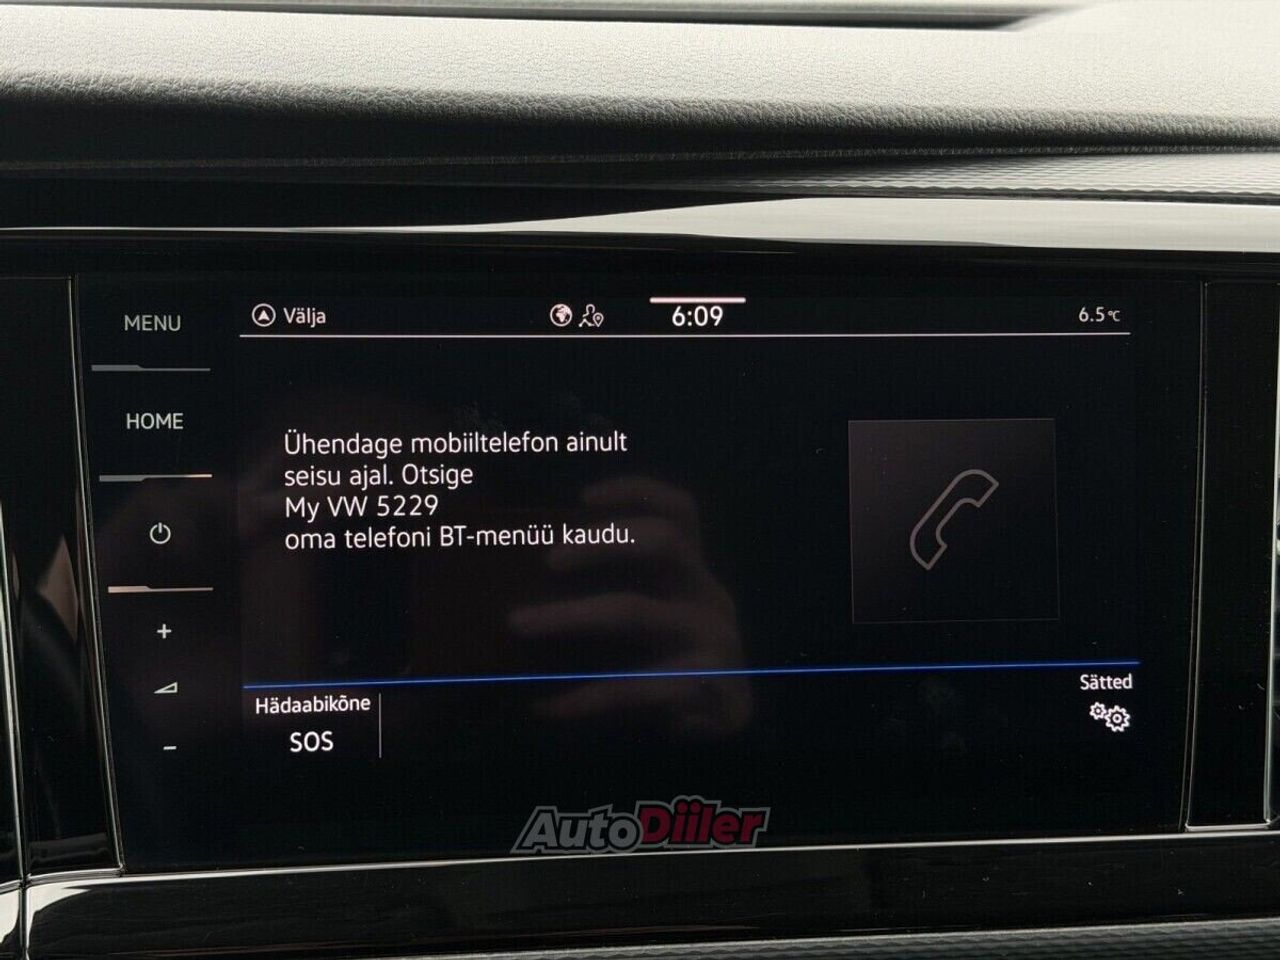 MENU
HOME
+
−
Välja
6:09
6.5°C
Ühendage mobiiltelefon ainult
seisu ajal. Otsige
My VW 5229
oma telefoni BT-menüü kaudu.
Hädaabikõne
SOS
Sätted
AutoDiiler